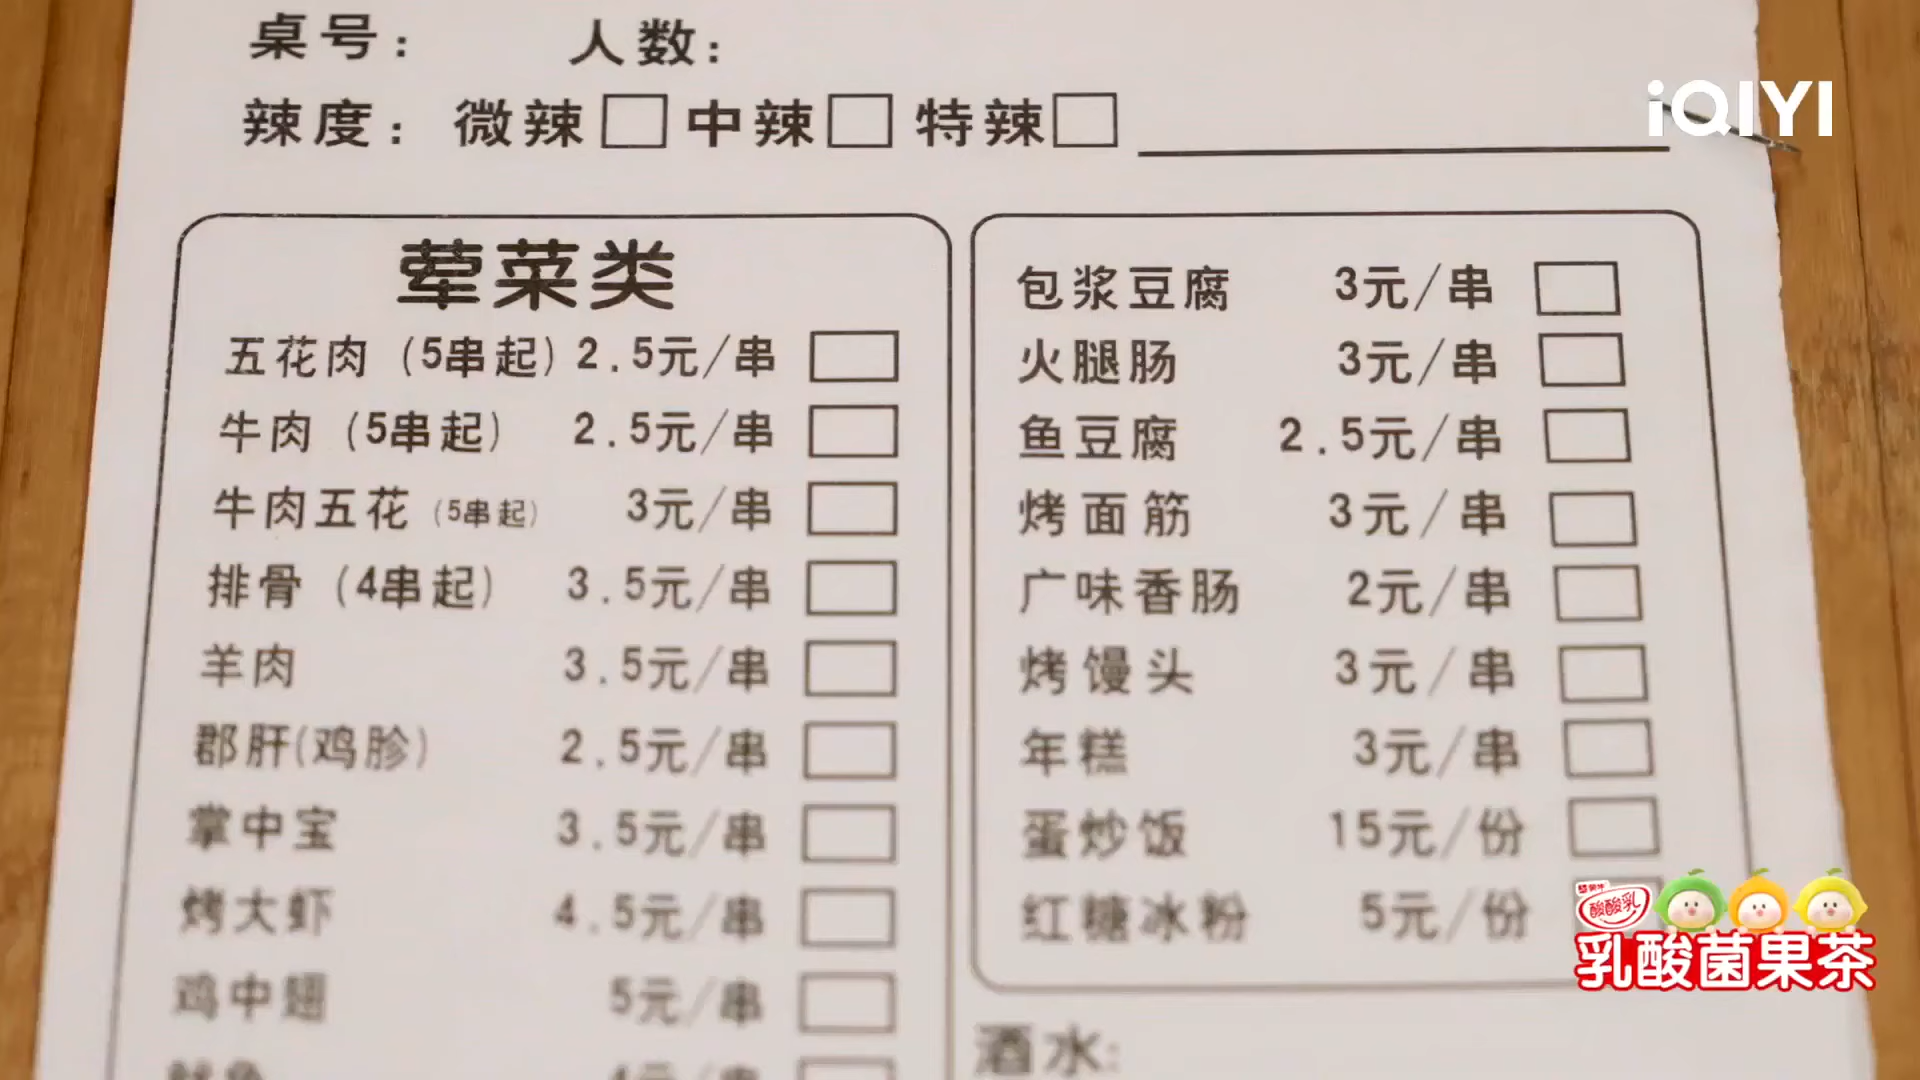 桌号： 人数：
辣度： 微辣 中辣 特辣
iQIYI
荤菜类
五花肉（5串起）2.5元/串
牛肉（5串起） 2.5元/串
牛肉五花（5串起） 3元/串
排骨（4串起） 3.5元/串
羊肉 3.5元/串
郡肝(鸡胗) 2.5元/串
掌中宝 3.5元/串
烤大虾 4.5元/串
鸡中翅 5元/串
4元/串
包浆豆腐 3元/串
火腿肠 3元/串
鱼豆腐 2.5元/串
烤面筋 3元/串
广味香肠 2元/串
烤馒头 3元/串
年糕 3元/串
蛋炒饭 15元/份
红糖冰粉 5元/份
酒水:
蒙牛
酸酸乳
乳酸菌果茶